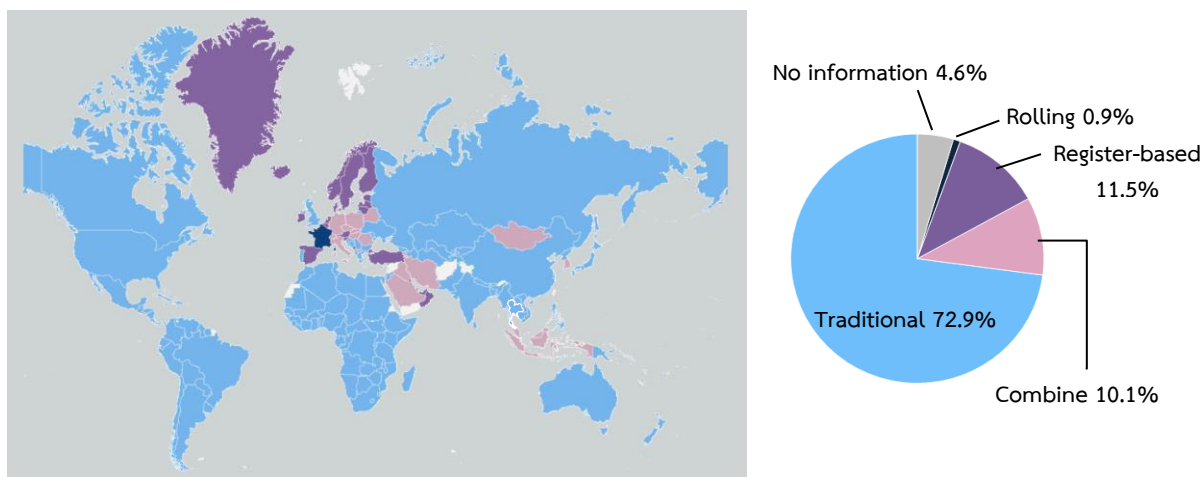 No information 4.6%
Rolling 0.9%
Register-based
11.5%
Traditional 72.9%
Combine 10.1%